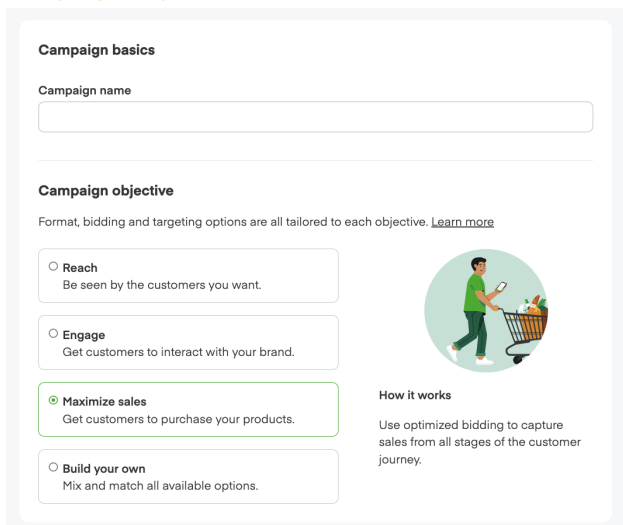 Campaign basics
Campaign name
Campaign objective
Format, bidding and targeting options are all tailored to each objective. Learn more
Reach
Be seen by the customers you want.
Engage
Get customers to interact with your brand.
Maximize sales
Get customers to purchase your products.
Build your own
Mix and match all available options.
How it works
Use optimized bidding to capture
sales from all stages of the customer
journey.